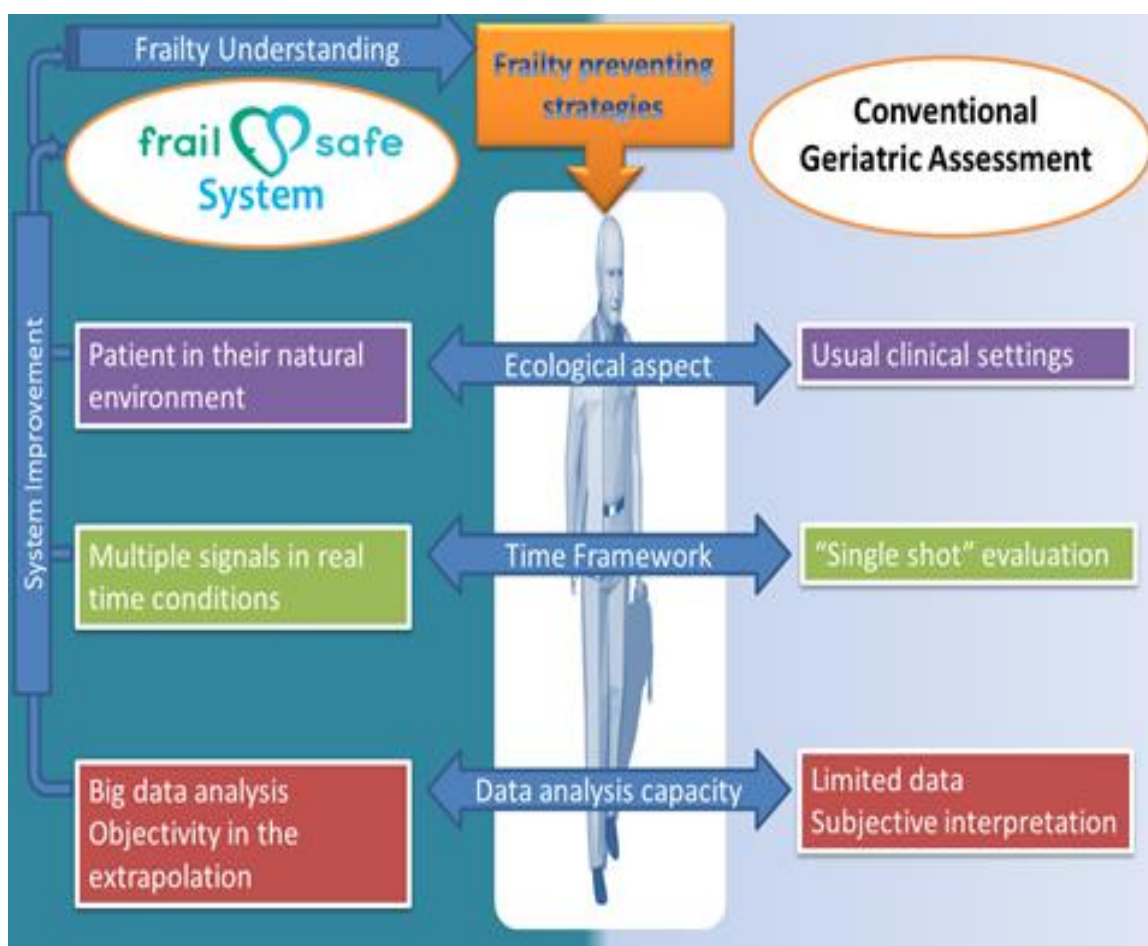 Frailty Understanding
Frailty preventing
strategies
frail safe
System
Conventional
Geriatric Assessment
System Improvement
Patient in their natural
environment
Ecological aspect
Usual clinical settings
Multiple signals in real
time conditions
Time Framework
“Single shot” evaluation
Big data analysis
Objectivity in the
extrapolation
Data analysis capacity
Limited data
Subjective interpretation